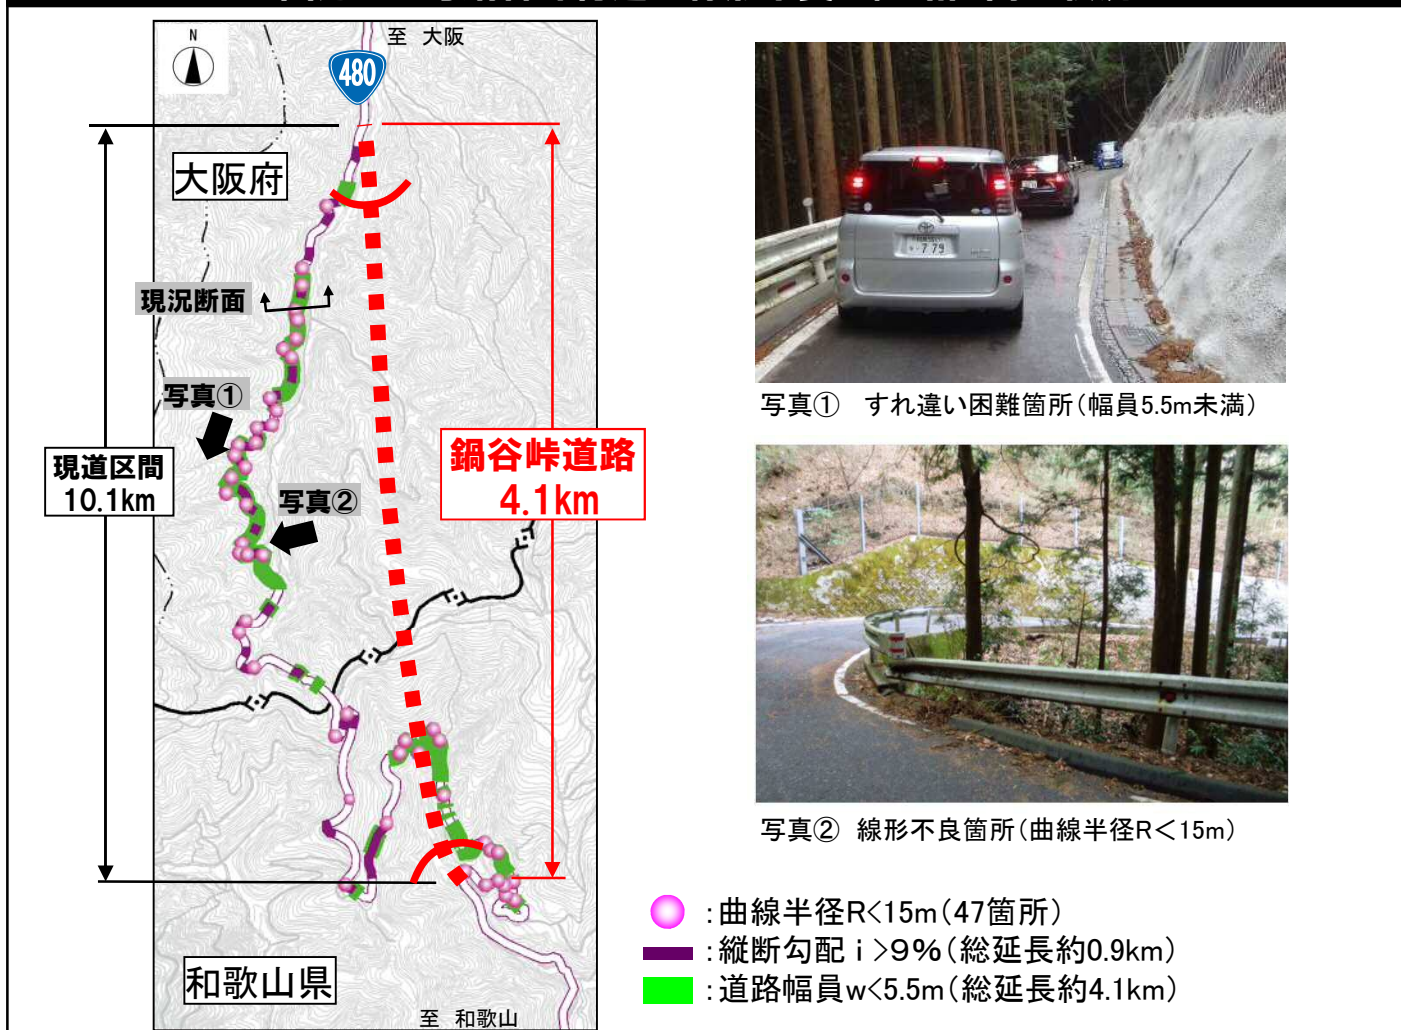 N
至 大阪
480
大阪府
現況断面
写真①
現道区間
10.1km
写真②
鍋谷峠道路
4.1km
和歌山県
至 和歌山
・779
写真① すれ違い困難箇所(幅員5.5m未満)
写真② 線形不良箇所(曲線半径R<15m)
:曲線半径R<15m(47箇所)
:縦断勾配 i >9%(総延長約0.9km)
:道路幅員w<5.5m(総延長約4.1km)